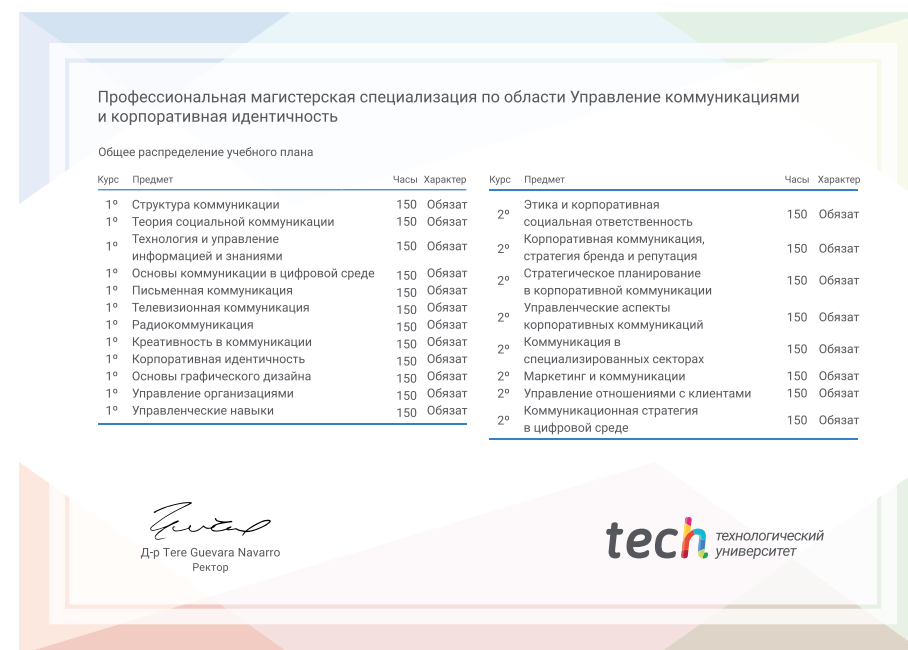 Профессиональная магистерская специализация по области Управление коммуникациями
и корпоративная идентичность
Общее распределение учебного плана
Курс Предмет Часы Характер
1º Структура коммуникации 150 Обязат
1º Теория социальной коммуникации 150 Обязат
1º Технология и управление
информацией и знаниями 150 Обязат
1º Основы коммуникации в цифровой среде 150 Обязат
1º Письменная коммуникация 150 Обязат
1º Телевизионная коммуникация 150 Обязат
1º Радиокоммуникация 150 Обязат
1º Креативность в коммуникации 150 Обязат
1º Корпоративная идентичность 150 Обязат
1º Основы графического дизайна 150 Обязат
1º Управление организациями 150 Обязат
1º Управленческие навыки 150 Обязат
Курс Предмет Часы Характер
2º Этика и корпоративная
социальная ответственность 150 Обязат
2º Корпоративная коммуникация,
стратегия бренда и репутация 150 Обязат
2º Стратегическое планирование
в корпоративной коммуникации 150 Обязат
2º Управленческие аспекты
корпоративных коммуникаций 150 Обязат
2º Коммуникация в
специализированных секторах 150 Обязат
2º Маркетинг и коммуникации 150 Обязат
2º Управление отношениями с клиентами 150 Обязат
2º Коммуникационная стратегия
в цифровой среде 150 Обязат
Д-р Tere Guevara Navarro
Ректор
tech технологический
университет